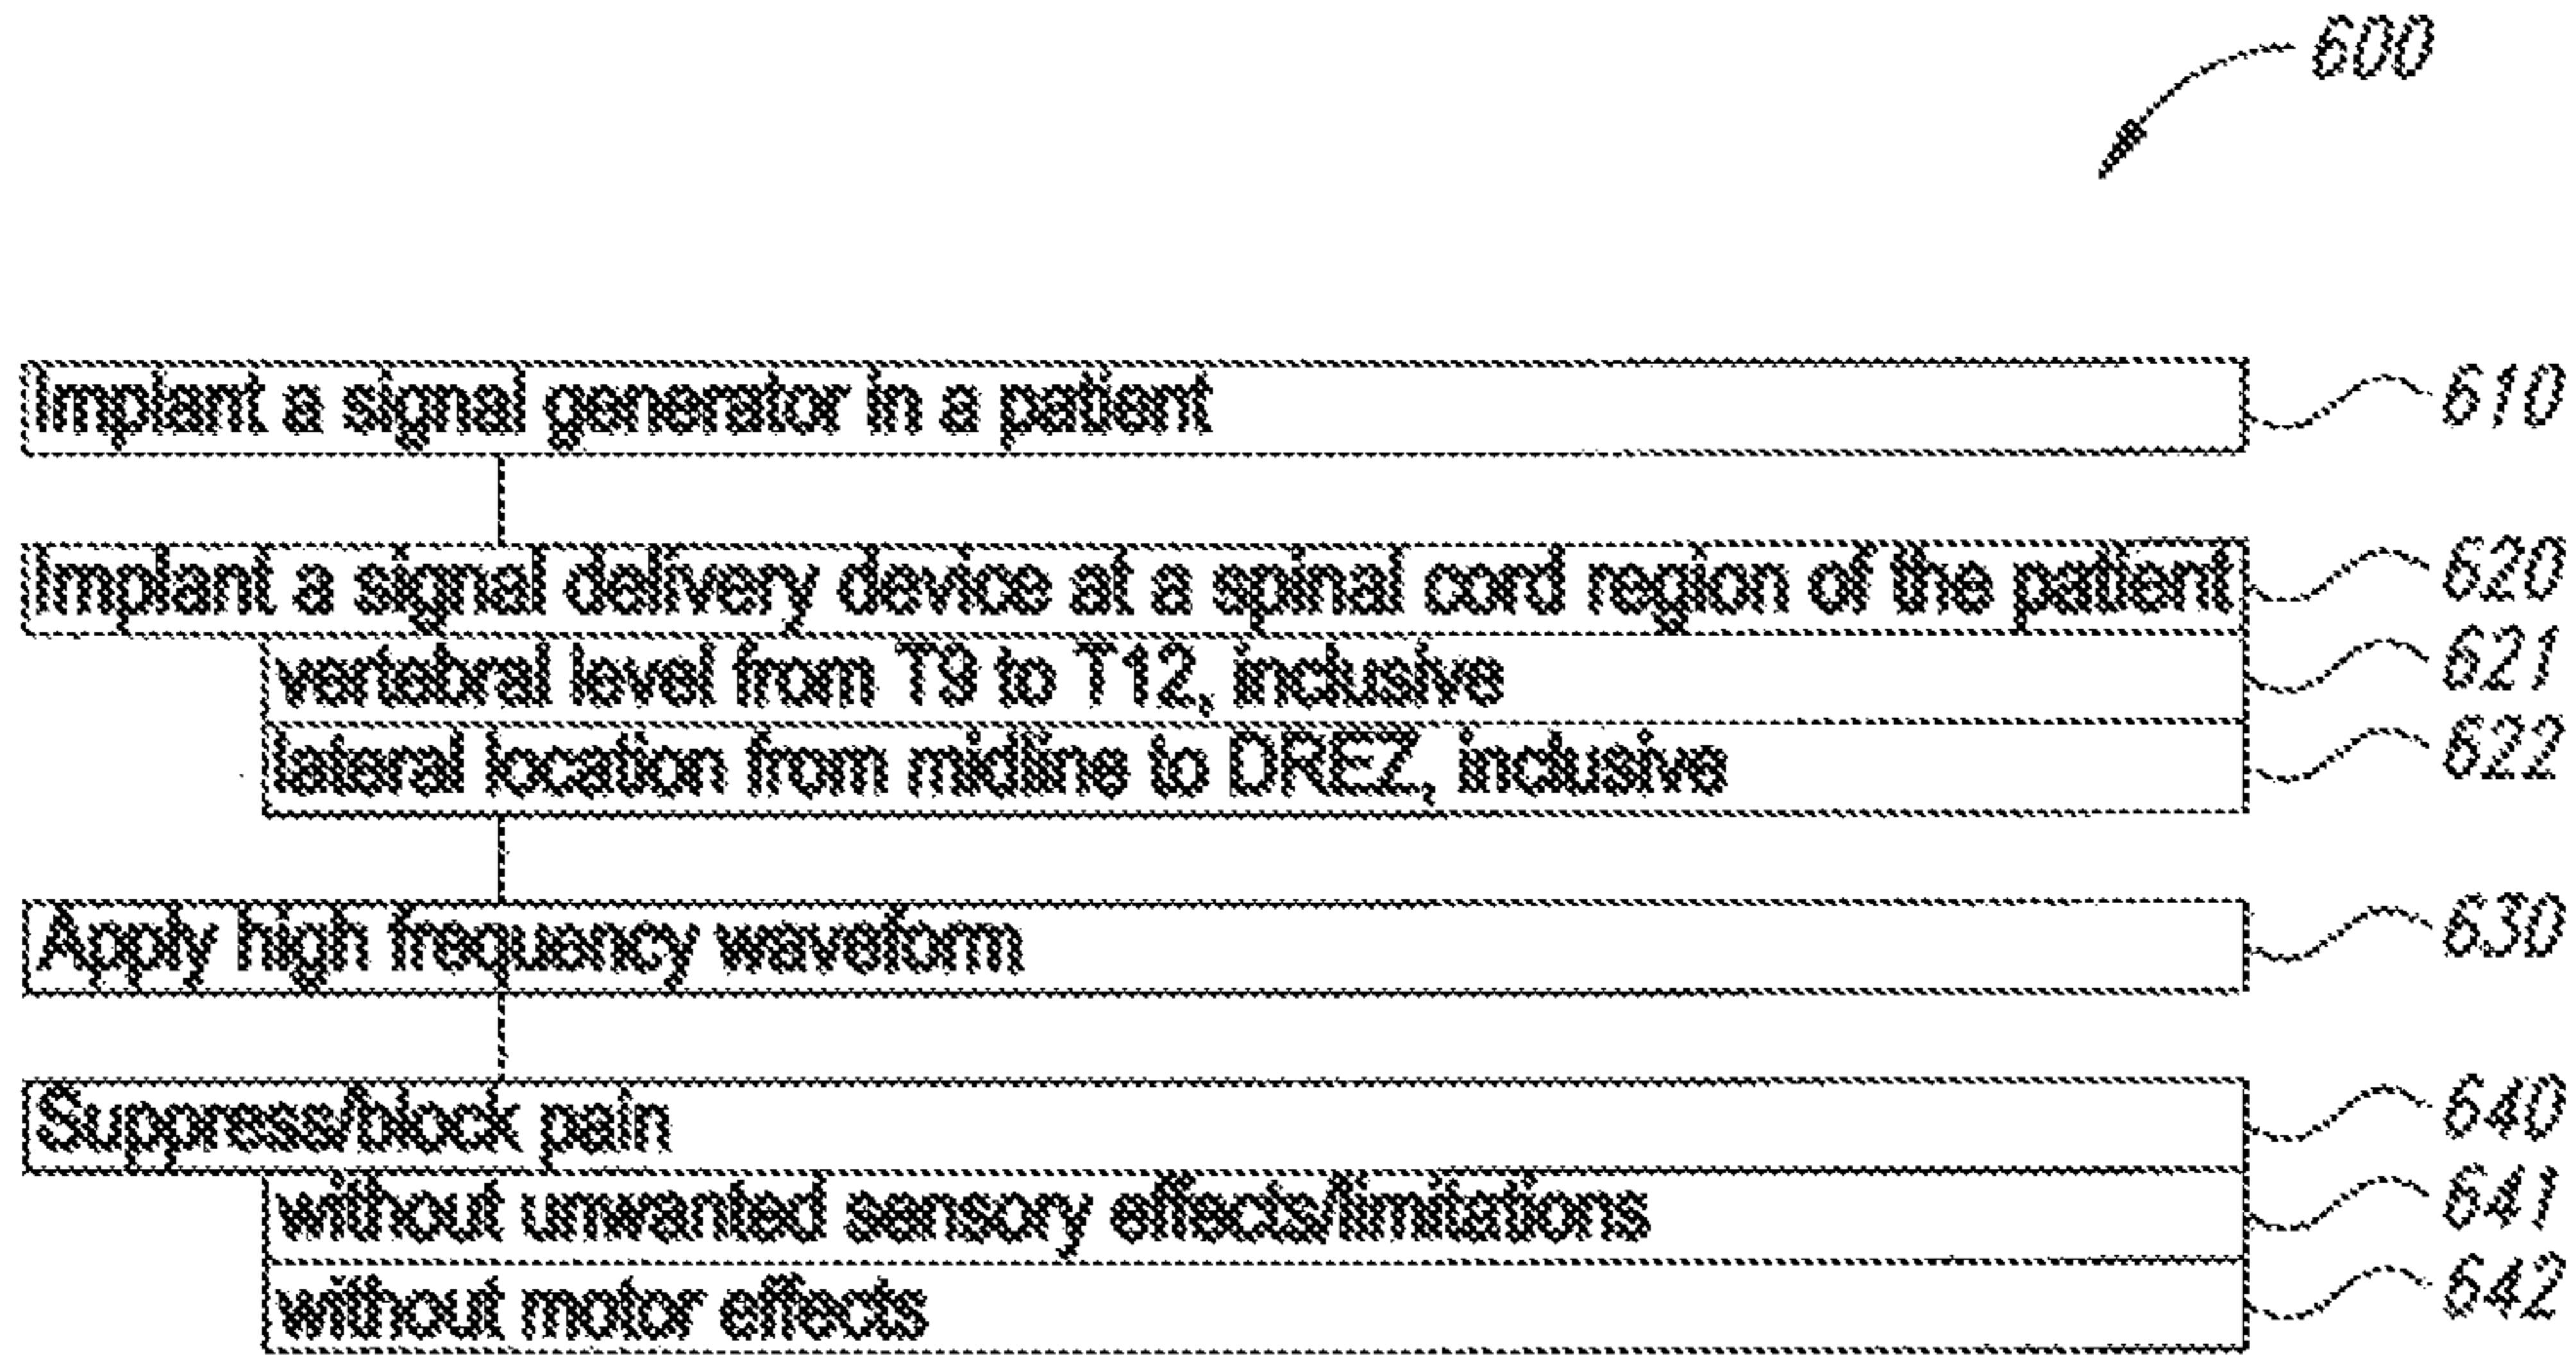 600
Implant a signal generator in a patient 610
Implant a signal delivery device at a spinal cord region of the patient 620
vertebral level from T9 to T12, inclusive 621
lateral location from midline to DREZ, inclusive 622
Apply high frequency waveform 630
Suppress/block pain 640
without unwanted sensory effects/limitations 641
without motor effects 642